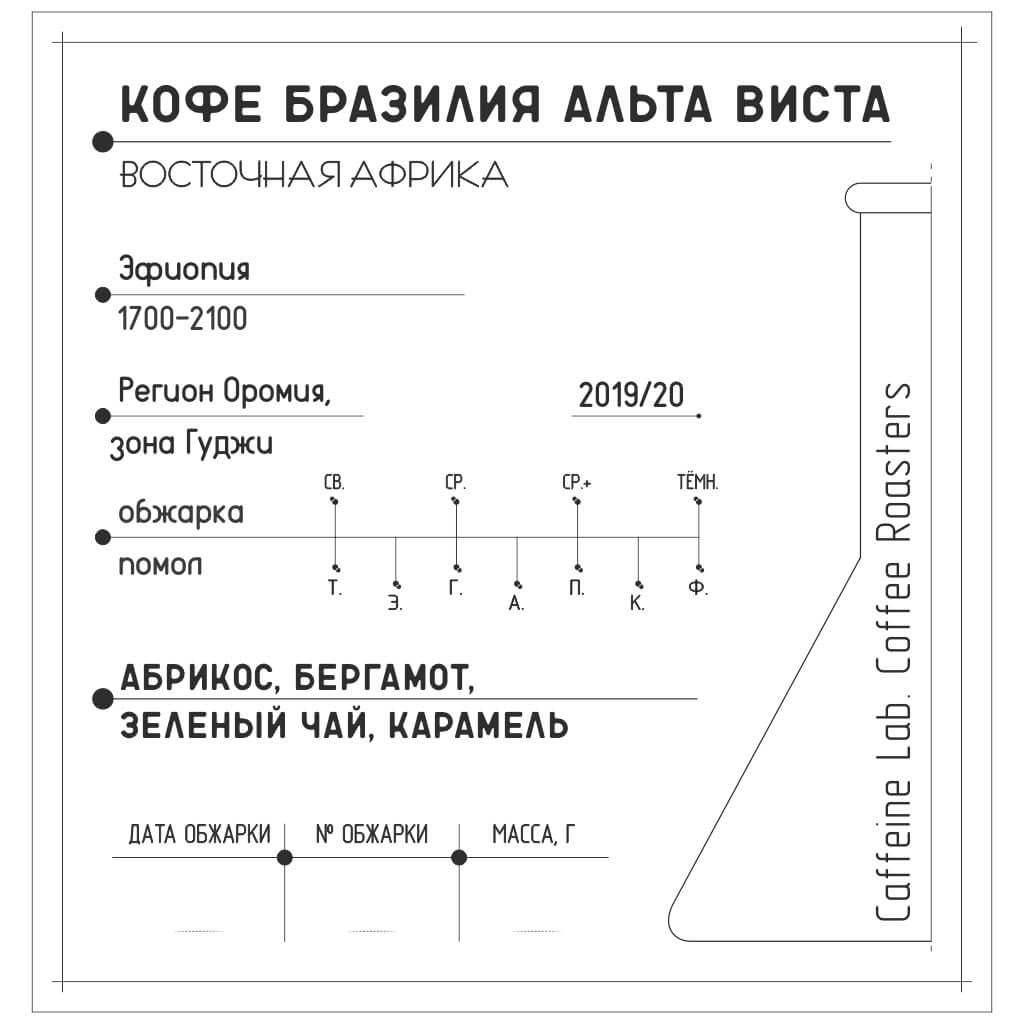 КОФЕ БРАЗИЛИЯ АЛЬТА ВИСТА
ВОСТОЧНАЯ АФРИКА
Эфиопия
1700-2100
Регион Оромия,
2019/20
зона Гуджи
СВ. СР. СР.+ ТЁМН.
обжарка
помол
Т. Э. Г. А. П. К. Ф.
АБРИКОС, БЕРГАМОТ,
ЗЕЛЕНЫЙ ЧАЙ, КАРАМЕЛЬ
ДАТА ОБЖАРКИ № ОБЖАРКИ МАССА, Г
Caffeine Lab. Coffee Roasters